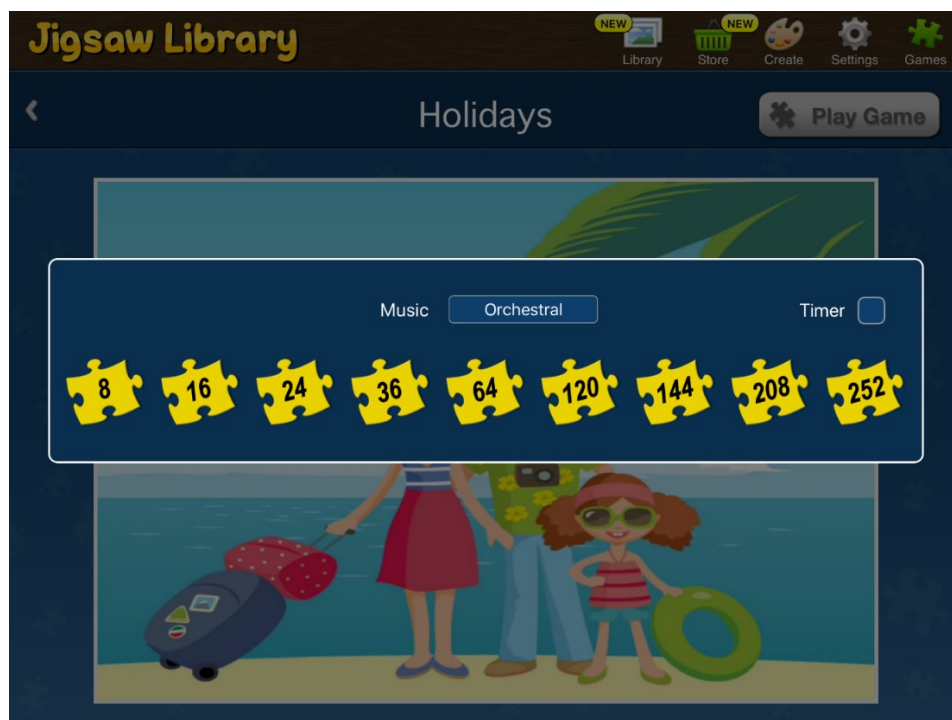 Jigsaw Library
NEW
Library
NEW
Store
Create
Settings
Games
Holidays
Play Game
Music
Orchestral
Timer
8
16
24
36
64
120
144
208
252